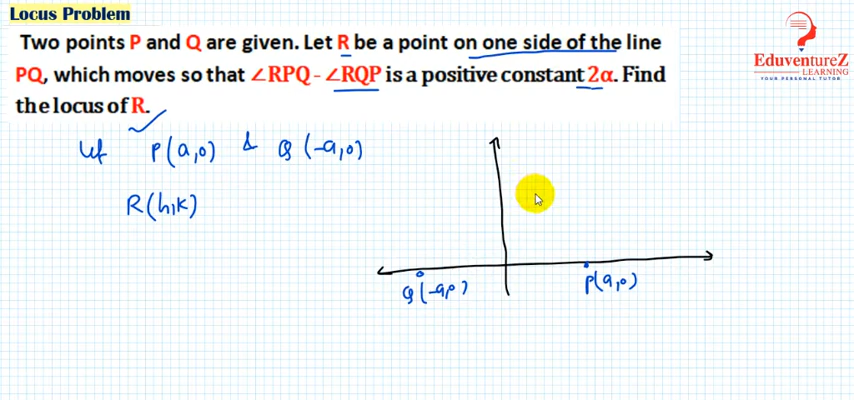 Locus Problem
Two points P and Q are given. Let R be a point on one side of the line
PQ, which moves so that ∠RPQ - ∠RQP is a positive constant 2α. Find
the locus of R.
EduventureZ
LEARNING
YOUR PERSONAL TUTOR
let P(a,0) & Q(-a,0)
R(h,k)
Q(-a,0)
P(a,0)